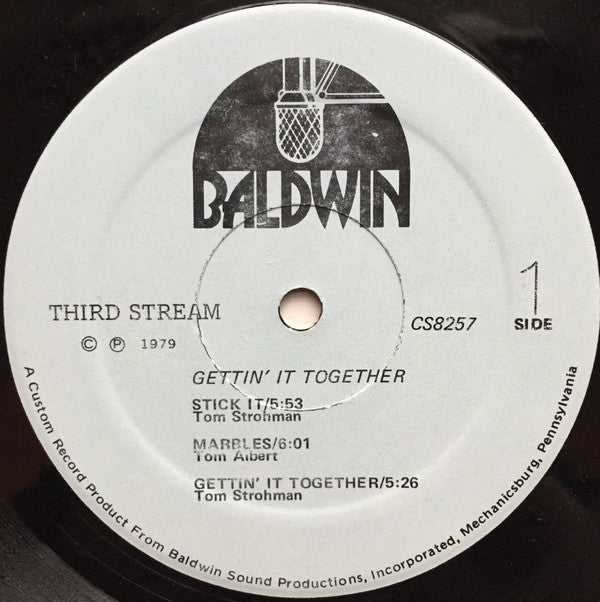 BALDWIN
THIRD STREAM
© ℗ 1979
CS8257
1
SIDE
GETTIN' IT TOGETHER
STICK IT/5:53
Tom Strohman
MARBLES/6:01
Tom Albert
GETTIN' IT TOGETHER/5:26
Tom Strohman
A Custom Record Product From Baldwin Sound Productions, Incorporated, Mechanicsburg, Pennsylvania